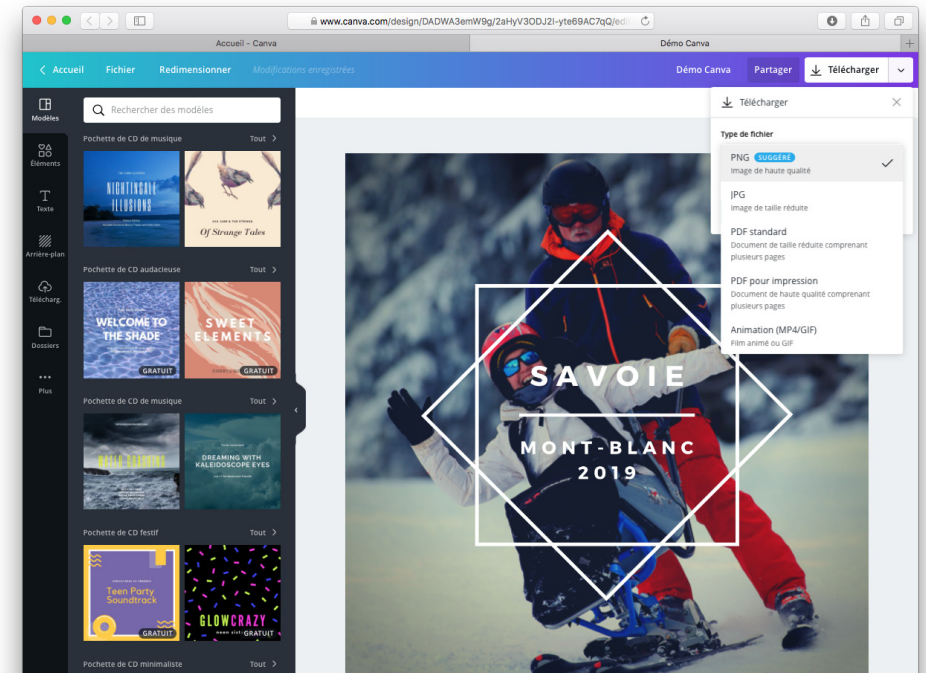 www.canva.com/design/DADWA3emW9g/2aHyV3ODJ2I-yte69AC7qQ/edi
Accueil - Canva
Démo Canva
Accueil
Fichier
Redimensionner
Modifications enregistrées
Démo Canva
Partager
Télécharger
Modèles
Éléments
Texte
Arrière-plan
Télécharg.
Dossiers
Plus
Rechercher des modèles
Pochette de CD de musique
Tout
NIGHTINGALE
ILLUSIONS
Of Strange Tales
Pochette de CD audacieuse
Tout
WELCOME TO
THE SHADE
GRATUIT
SWEET
ELEMENTS
GRATUIT
Pochette de CD de musique
Tout
DREAMING WITH
KALEIDOSCOPE EYES
Pochette de CD festif
Tout
Teen Party
Soundtrack
GRATUIT
GLOWCRAZY
GRATUIT
Pochette de CD minimaliste
Tout
Télécharger
Type de fichier
PNG SUGGÉRÉ
Image de haute qualité
JPG
Image de taille réduite
PDF standard
Document de taille réduite comprenant
plusieurs pages
PDF pour impression
Document de haute qualité comprenant
plusieurs pages
Animation (MP4/GIF)
Film animé ou GIF
SAVOIE
MONT-BLANC
2019